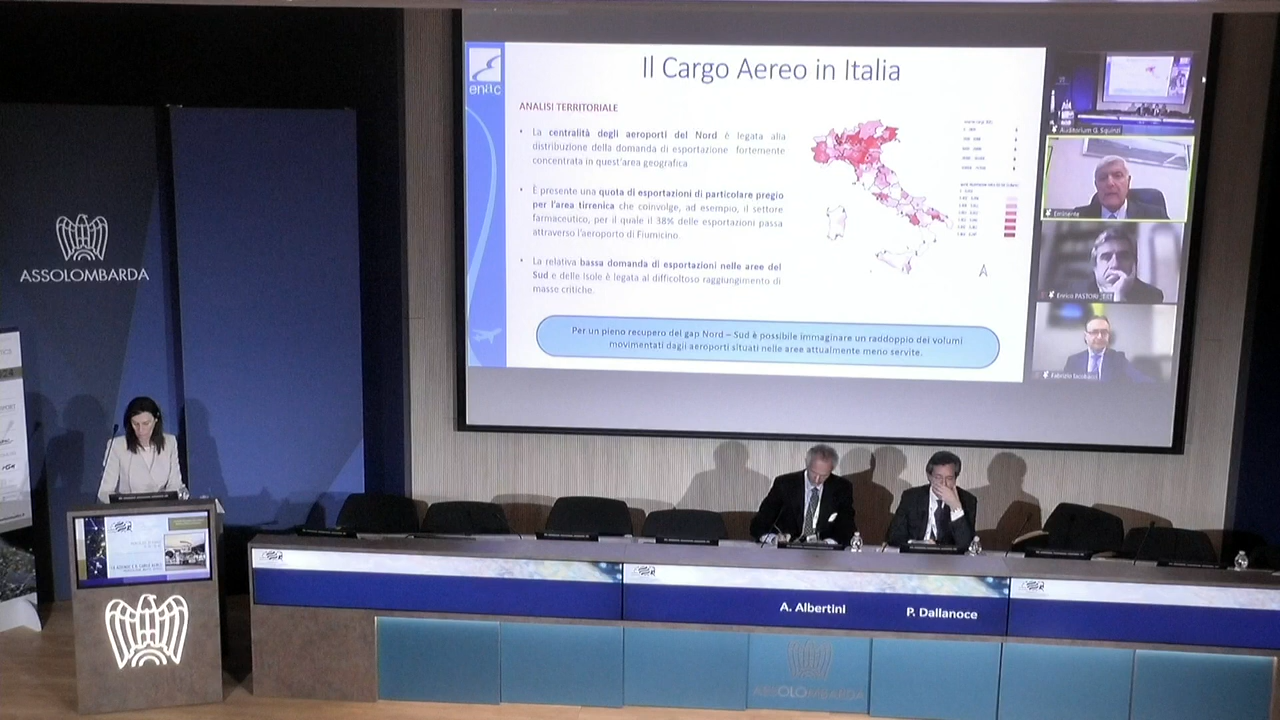 Il Cargo Aereo in Italia
enac
ANALISI TERRITORIALE
• La centralità degli aeroporti del Nord è legata alla
distribuzione della domanda di esportazione fortemente
concentrata in quest'area geografica
• È presente una quota di esportazioni di particolare pregio
per l'area tirrenica che coinvolge, ad esempio, il settore
farmaceutico, per il quale il 38% delle esportazioni passa
attraverso l'aeroporto di Fiumicino.
• La relativa bassa domanda di esportazioni nelle aree del
Sud e delle Isole è legata al difficoltoso raggiungimento di
masse critiche.
Per un pieno recupero del gap Nord – Sud è possibile immaginare un raddoppio dei volumi
movimentati dagli aeroporti situati nelle aree attualmente meno servite.
A
Auditorium G. Squinzi
Eminente
Enrico PASTORI
Fabrizio Iacobacci
ASSOLOMBARDA
A. Albertini
P. Dallanoce
ASSOLOMBARDA